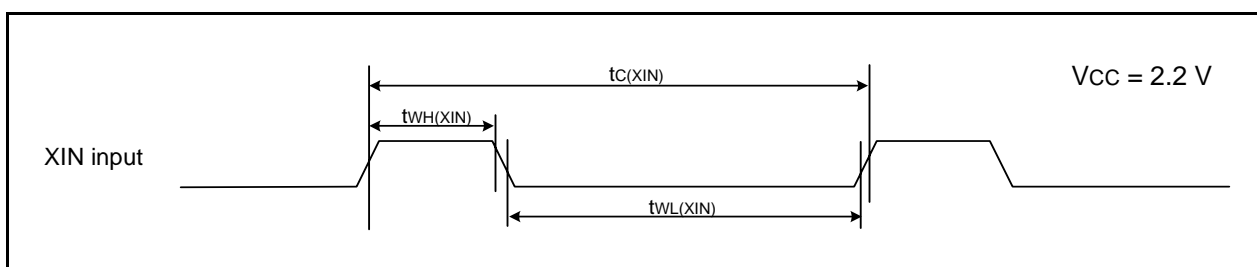 tC(XIN)
VCC = 2.2 V
tWH(XIN)
XIN input
tWL(XIN)